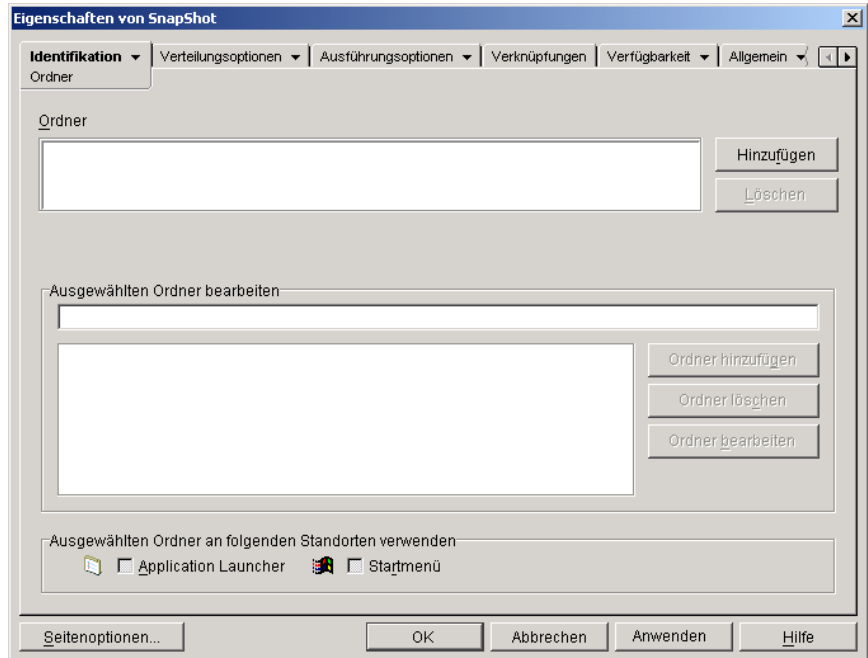 Eigenschaften von SnapShot
Identifikation
Verteilungsoptionen
Ausführungsoptionen
Verknüpfungen
Verfügbarkeit
Allgemein
Ordner
Ordner
Hinzufügen
Löschen
Ausgewählten Ordner bearbeiten
Ordner hinzufügen
Ordner löschen
Ordner bearbeiten
Ausgewählten Ordner an folgenden Standorten verwenden
Application Launcher
Startmenü
Seitenoptionen...
OK
Abbrechen
Anwenden
Hilfe